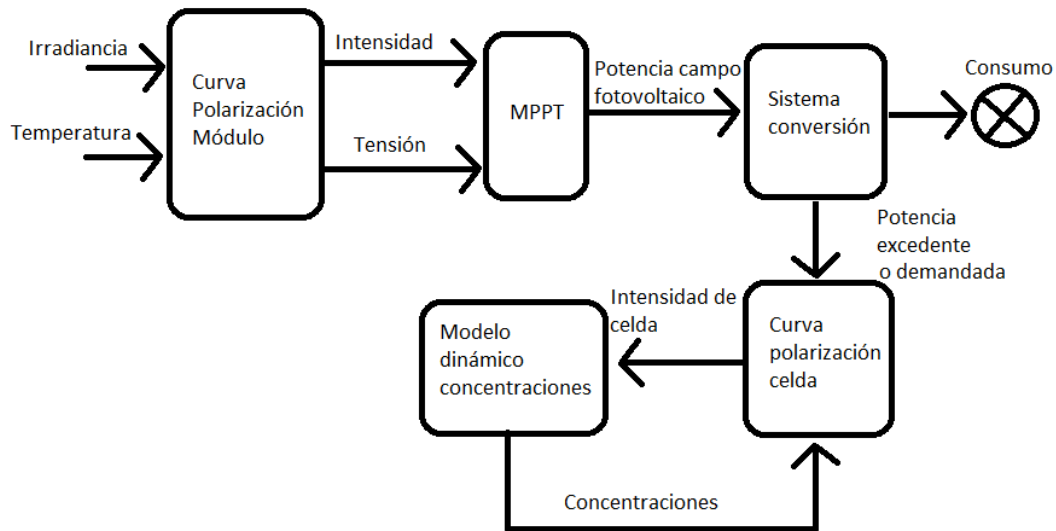 Irradiancia
Temperatura
Curva
Polarización
Módulo
Intensidad
Tensión
MPPT
Potencia campo
fotovoltaico
Sistema
conversión
Consumo
Potencia
excedente
o demandada
Curva
polarización
celda
Intensidad de
celda
Modelo
dinámico
concentraciones
Concentraciones